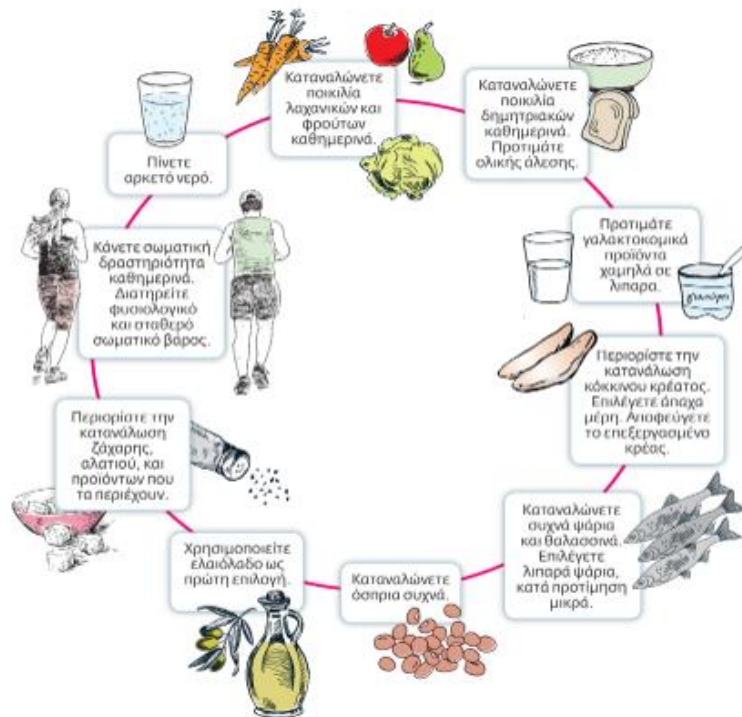 Καταναλώνετε
ποικιλία
λαχανικών και
φρούτων
καθημερινά.
Καταναλώνετε
ποικιλία
δημητριακών
καθημερινά.
Προτιμάτε
ολικής άλεσης.
Προτιμάτε
γαλακτοκομικά
προϊόντα
χαμηλά σε
λιπαρα.
γιαούρτι
Περιορίστε την
κατανάλωση
κόκκινου κρέατος.
Επιλέγετε άπαχα
μέρη. Αποφεύγετε
το επεξεργασμένο
κρέας.
Καταναλώνετε
συχνά ψάρια
και θαλασσινά.
Επιλέγετε
λιπαρά ψάρια,
κατά προτίμηση
μικρά.
Καταναλώνετε
όσπρια συχνά.
Χρησιμοποιείτε
ελαιόλαδο ως
πρώτη επιλογή.
Περιορίστε την
κατανάλωση
ζάχαρης,
αλατιού, και
προϊόντων που
τα περιέχουν.
Κάνετε σωματική
δραστηριότητα
καθημερινά.
Διατηρείτε
φυσιολογικό
και σταθερό
σωματικό βάρος.
Πίνετε
αρκετό νερό.